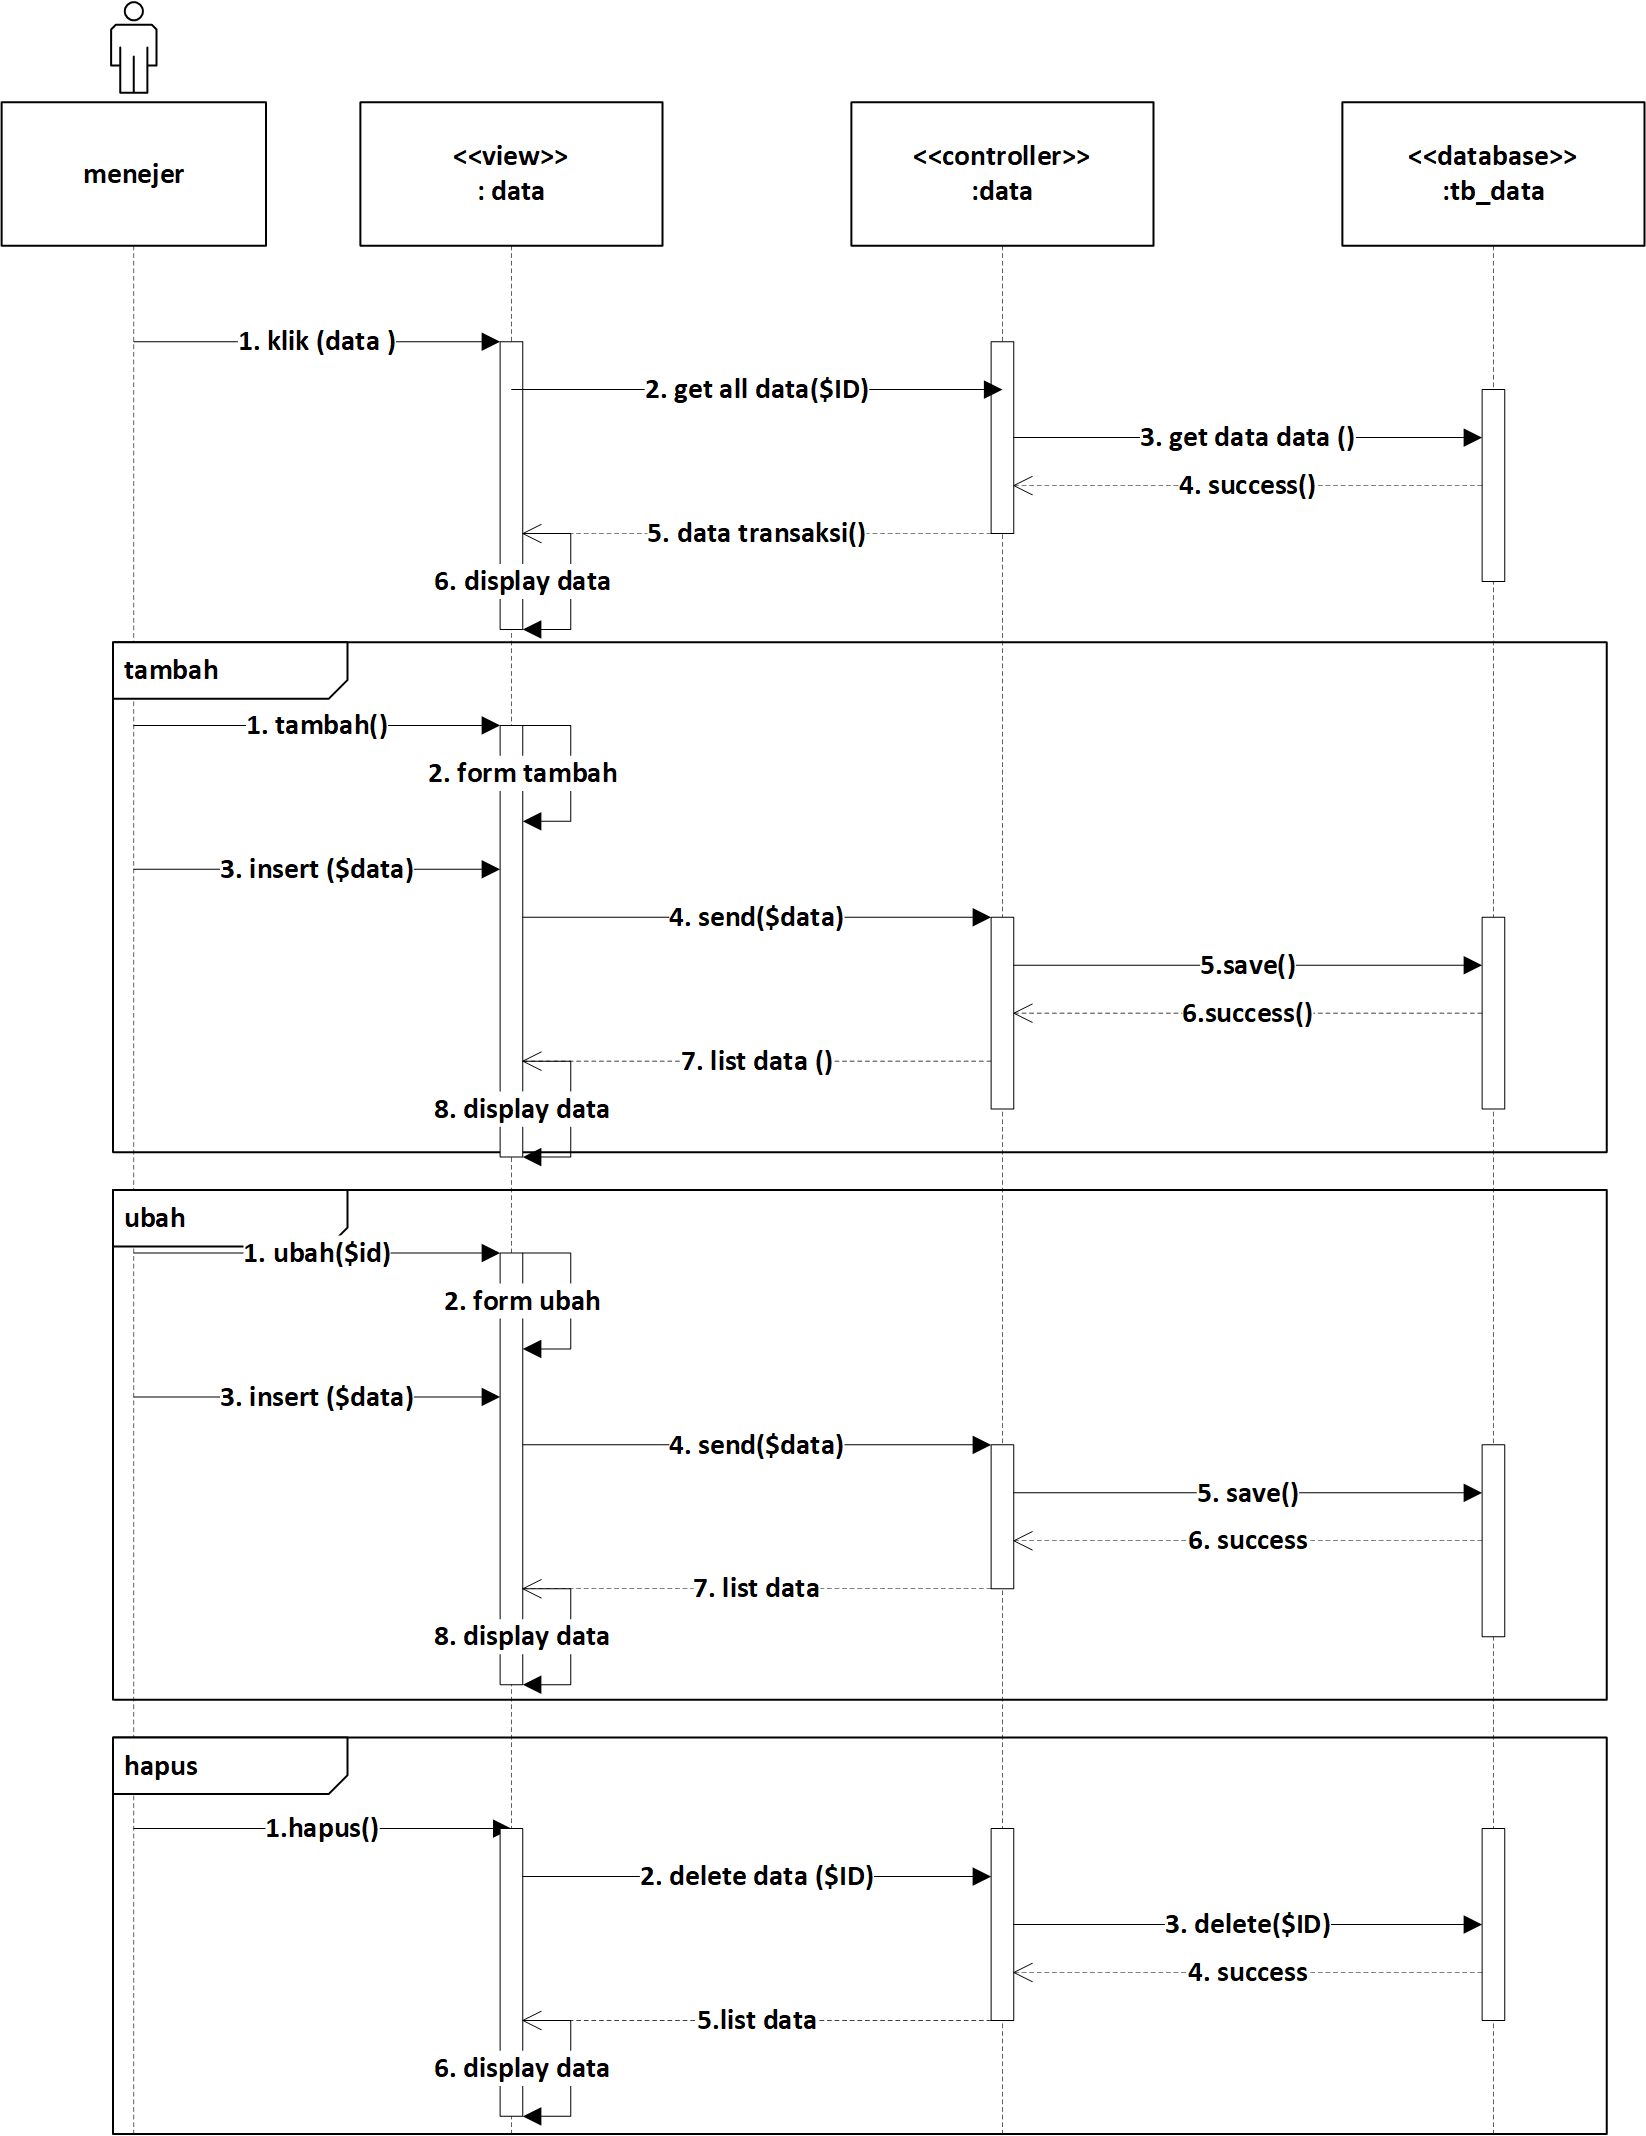 menejer
<<view>>
: data
<<controller>>
:data
<<database>>
:tb_data
1. klik (data )
2. get all data($ID)
3. get data data ()
4. success()
5. data transaksi()
6. display data
tambah
1. tambah()
2. form tambah
3. insert ($data)
4. send($data)
5.save()
6.success()
7. list data ()
8. display data
ubah
1. ubah($id)
2. form ubah
3. insert ($data)
4. send($data)
5. save()
6. success
7. list data
8. display data
hapus
1.hapus()
2. delete data ($ID)
3. delete($ID)
4. success
5.list data
6. display data